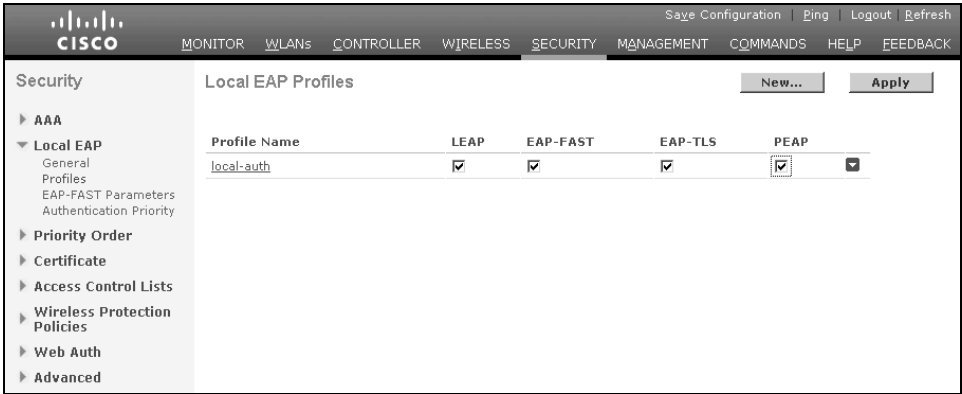 Save Configuration | Ping | Logout | Refresh
CISCO
MONITOR WLANs CONTROLLER WIRELESS SECURITY MANAGEMENT COMMANDS HELP FEEDBACK
Security
AAA
Local EAP
General
Profiles
EAP-FAST Parameters
Authentication Priority
Priority Order
Certificate
Access Control Lists
Wireless Protection
Policies
Web Auth
Advanced
Local EAP Profiles
New...
Apply
Profile Name LEAP EAP-FAST EAP-TLS PEAP
local-auth